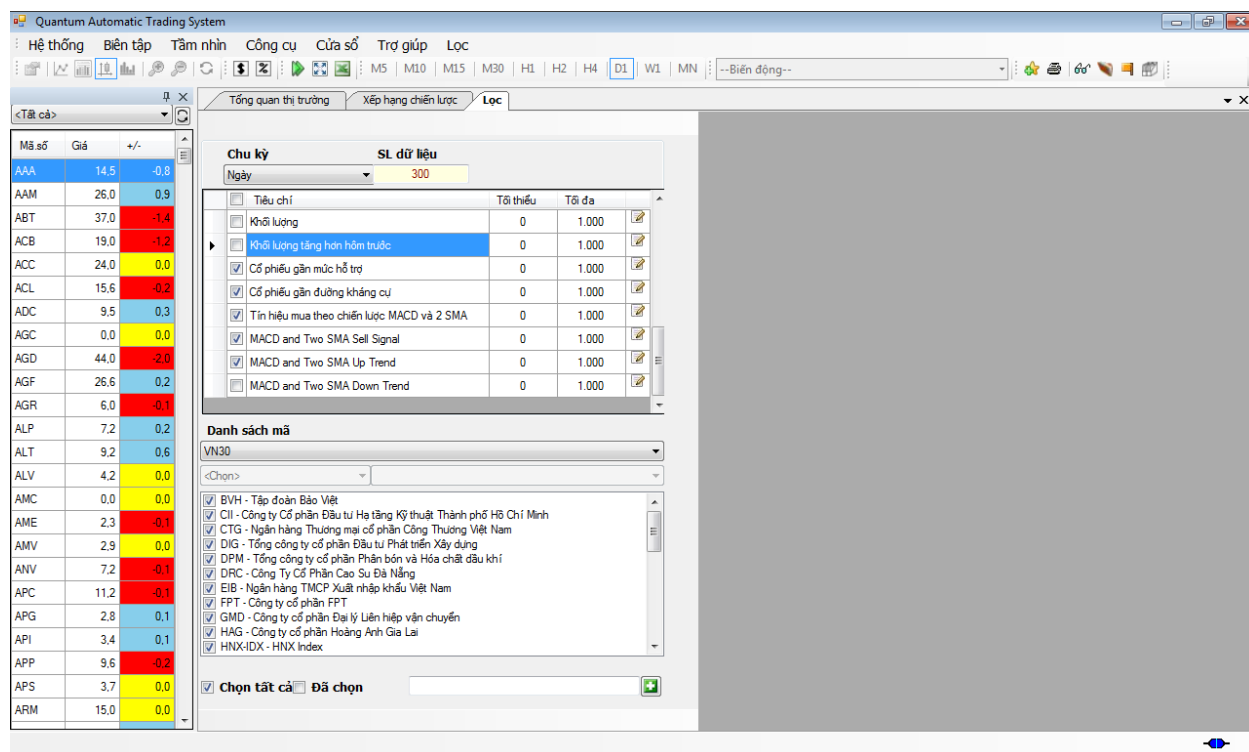 Quantum Automatic Trading System
Hệ thống Biên tập Tầm nhìn Công cụ Cửa sổ Trợ giúp Lọc
M5 M10 M15 M30 H1 H2 H4 D1 W1 MN --Biến động--
<Tất cả>
Tổng quan thị trường Xếp hạng chiến lược Lọc
Mã số Giá +/-
AAA 14,5 -0,8
AAM 26,0 0,9
ABT 37,0 -1,4
ACB 19,0 -1,2
ACC 24,0 0,0
ACL 15,6 -0,2
ADC 9,5 0,3
AGC 0,0 0,0
AGD 44,0 -2,0
AGF 26,6 0,2
AGR 6,0 -0,1
ALP 7,2 0,2
ALT 9,2 0,6
ALV 4,2 0,0
AMC 0,0 0,0
AME 2,3 -0,1
AMV 2,9 0,0
ANV 7,2 -0,1
APC 11,2 -0,1
APG 2,8 0,1
API 3,4 0,1
APP 9,6 -0,2
APS 3,7 0,0
ARM 15,0 0,0
Chu kỳ SL dữ liệu
Ngày 300
Tiêu chí Tối thiểu Tối đa
Khối lượng 0 1.000
Khối lượng tăng hơn hôm trước 0 1.000
Cổ phiếu gần mức hỗ trợ 0 1.000
Cổ phiếu gần đường kháng cự 0 1.000
Tín hiệu mua theo chiến lược MACD và 2 SMA 0 1.000
MACD and Two SMA Sell Signal 0 1.000
MACD and Two SMA Up Trend 0 1.000
MACD and Two SMA Down Trend 0 1.000
Danh sách mã
VN30
<Chọn>
BVH - Tập đoàn Bảo Việt
CII - Công ty Cổ phần Đầu tư Hạ tầng Kỹ thuật Thành phố Hồ Chí Minh
CTG - Ngân hàng Thương mại cổ phần Công Thương Việt Nam
DIG - Tổng công ty cổ phần Đầu tư Phát triển Xây dựng
DPM - Tổng công ty cổ phần Phân bón và Hóa chất dầu khí
DRC - Công Ty Cổ Phần Cao Su Đà Nẵng
EIB - Ngân hàng TMCP Xuất nhập khẩu Việt Nam
FPT - Công ty cổ phần FPT
GMD - Công ty cổ phần Đại lý Liên hiệp vận chuyển
HAG - Công ty cổ phần Hoàng Anh Gia Lai
HNX-IDX - HNX Index
Chọn tất cả Đã chọn